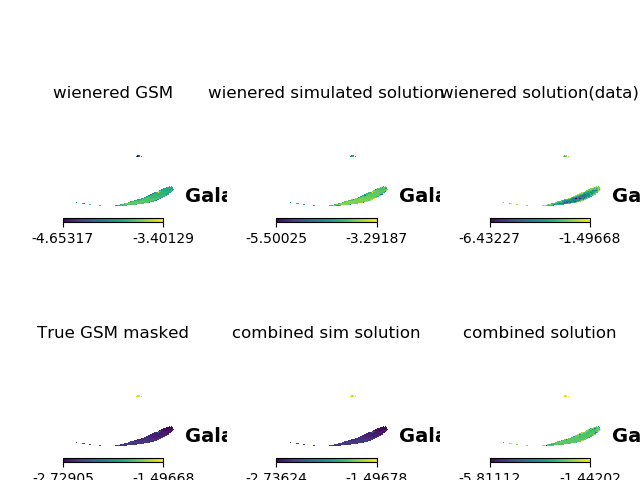 wienered GSM wienered simulated solution wienered solution(data)
Gala Gala Ga
-4.65317 -3.40129 -5.50025 -3.29187 -6.43227 -1.49668
True GSM masked combined sim solution combined solution
Gala Gala Ga
-2.72905 -1.49668 -2.73624 -1.49678 -5.81112 -1.44202